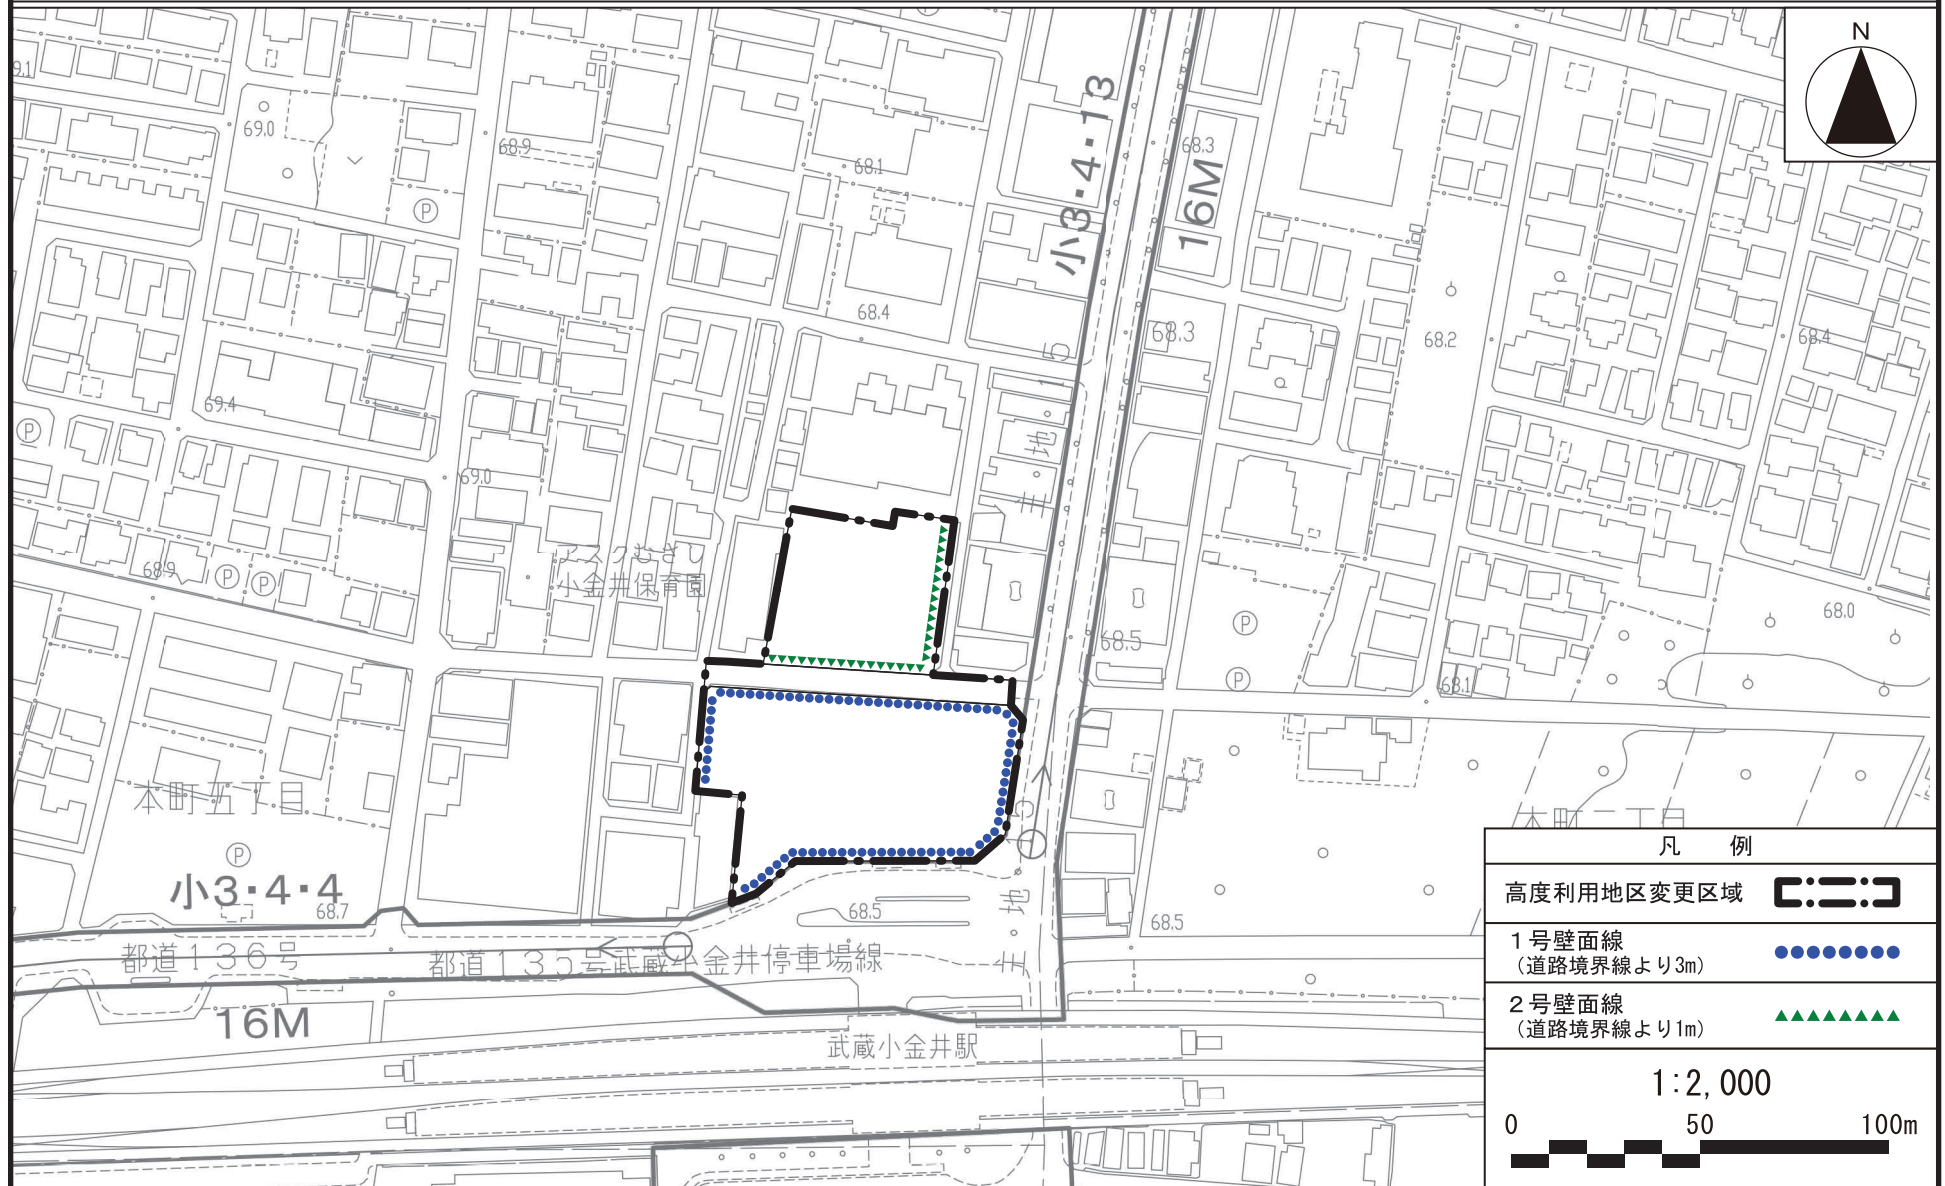 N
9.1
69.0
68.9
68.1
小3・4・13
68.3
16M
P
68.4
地・15
68.3
68.2
68.4
69.4
P
69.0
圭・
アスクむさし
小金井保育園
68.9
P
P
68.0
P
68.5
P
68.1
本町五丁目
15
本町二丁目
P
小3・4・4
68.7
68.5
地
68.5
都道136号
都道135号武蔵小金井停車場線
圭
16M
武蔵小金井駅
凡 例
高度利用地区変更区域
1号壁面線
(道路境界線より3m)
2号壁面線
(道路境界線より1m)
1:2,000
0 50 100m